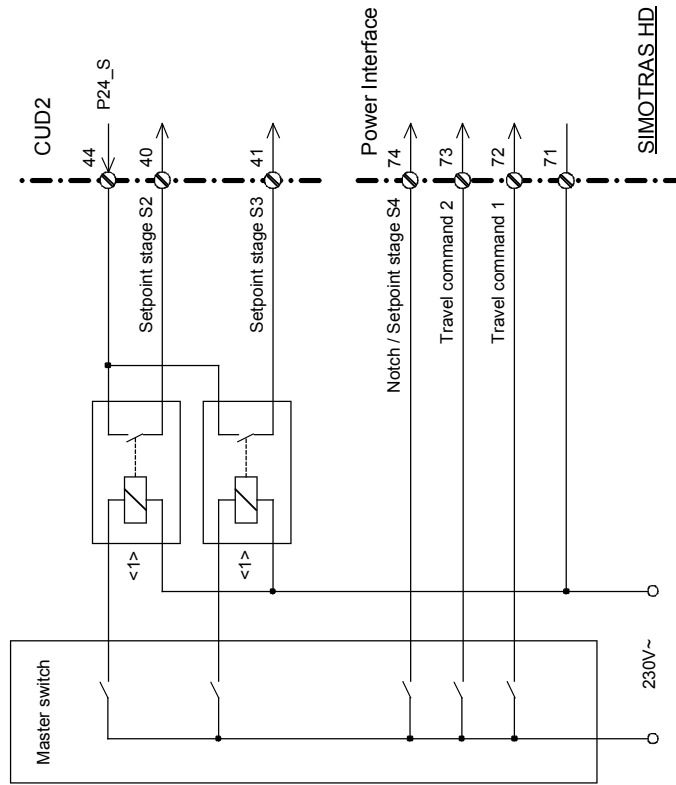 CUD2
P24_S
44
40
41
Setpoint stage S2
Setpoint stage S3
<1>
<1>
Power Interface
74
73
72
71
Notch / Setpoint stage S4
Travel command 2
Travel command 1
SIMOTRAS HD
Master switch
230V~